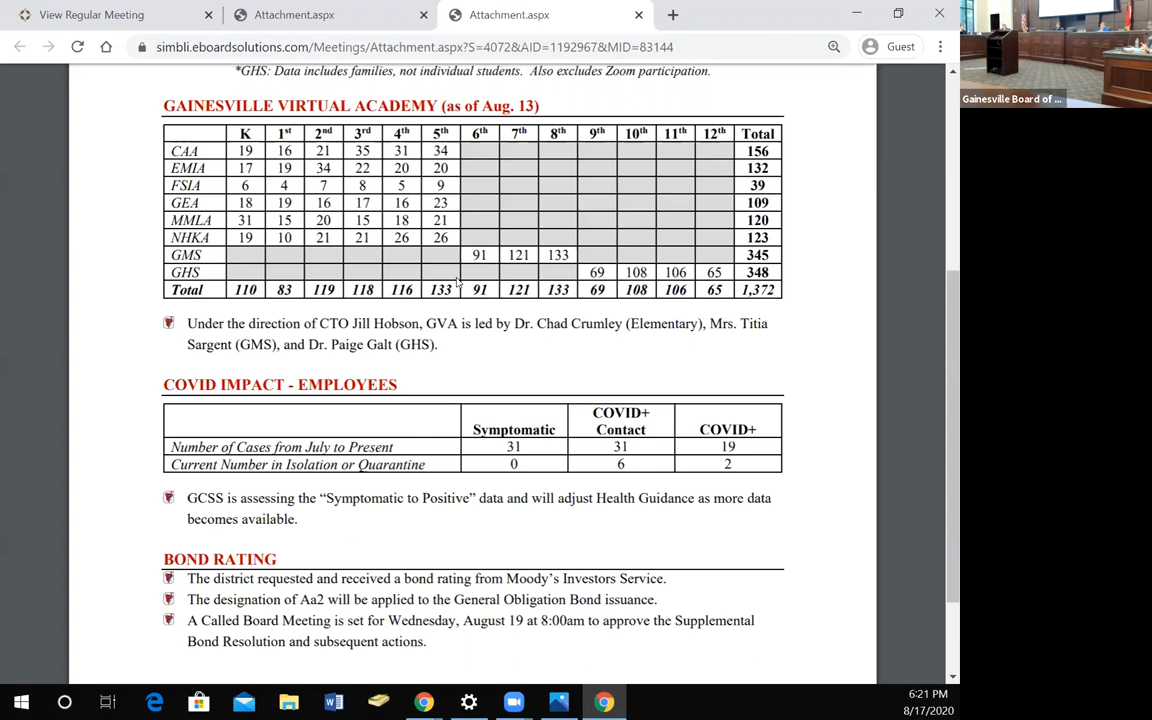 View Regular Meeting
Attachment.aspx
Attachment.aspx
simbli.eboardsolutions.com/Meetings/Attachment.aspx?S=4072&AID=1192967&MID=83144
Guest
Gainesville Board of ...
*GHS: Data includes families, not individual students. Also excludes Zoom participation.
GAINESVILLE VIRTUAL ACADEMY (as of Aug. 13)
K 1st 2nd 3rd 4th 5th 6th 7th 8th 9th 10th 11th 12th Total
CAA 19 16 21 35 31 34 156
EMIA 17 19 34 22 20 20 132
FSIA 6 4 7 8 5 9 39
GEA 18 19 16 17 16 23 109
MMLA 31 15 20 15 18 21 120
NHKA 19 10 21 21 26 26 123
GMS 91 121 133 345
GHS 69 108 106 65 348
Total 110 83 119 118 116 133 91 121 133 69 108 106 65 1,372
Under the direction of CTO Jill Hobson, GVA is led by Dr. Chad Crumley (Elementary), Mrs. Titia
Sargent (GMS), and Dr. Paige Galt (GHS).
COVID IMPACT - EMPLOYEES
Symptomatic COVID+ Contact COVID+
Number of Cases from July to Present 31 31 19
Current Number in Isolation or Quarantine 0 6 2
GCSS is assessing the “Symptomatic to Positive” data and will adjust Health Guidance as more data
becomes available.
BOND RATING
The district requested and received a bond rating from Moody’s Investors Service.
The designation of Aa2 will be applied to the General Obligation Bond issuance.
A Called Board Meeting is set for Wednesday, August 19 at 8:00am to approve the Supplemental
Bond Resolution and subsequent actions.
6:21 PM
8/17/2020